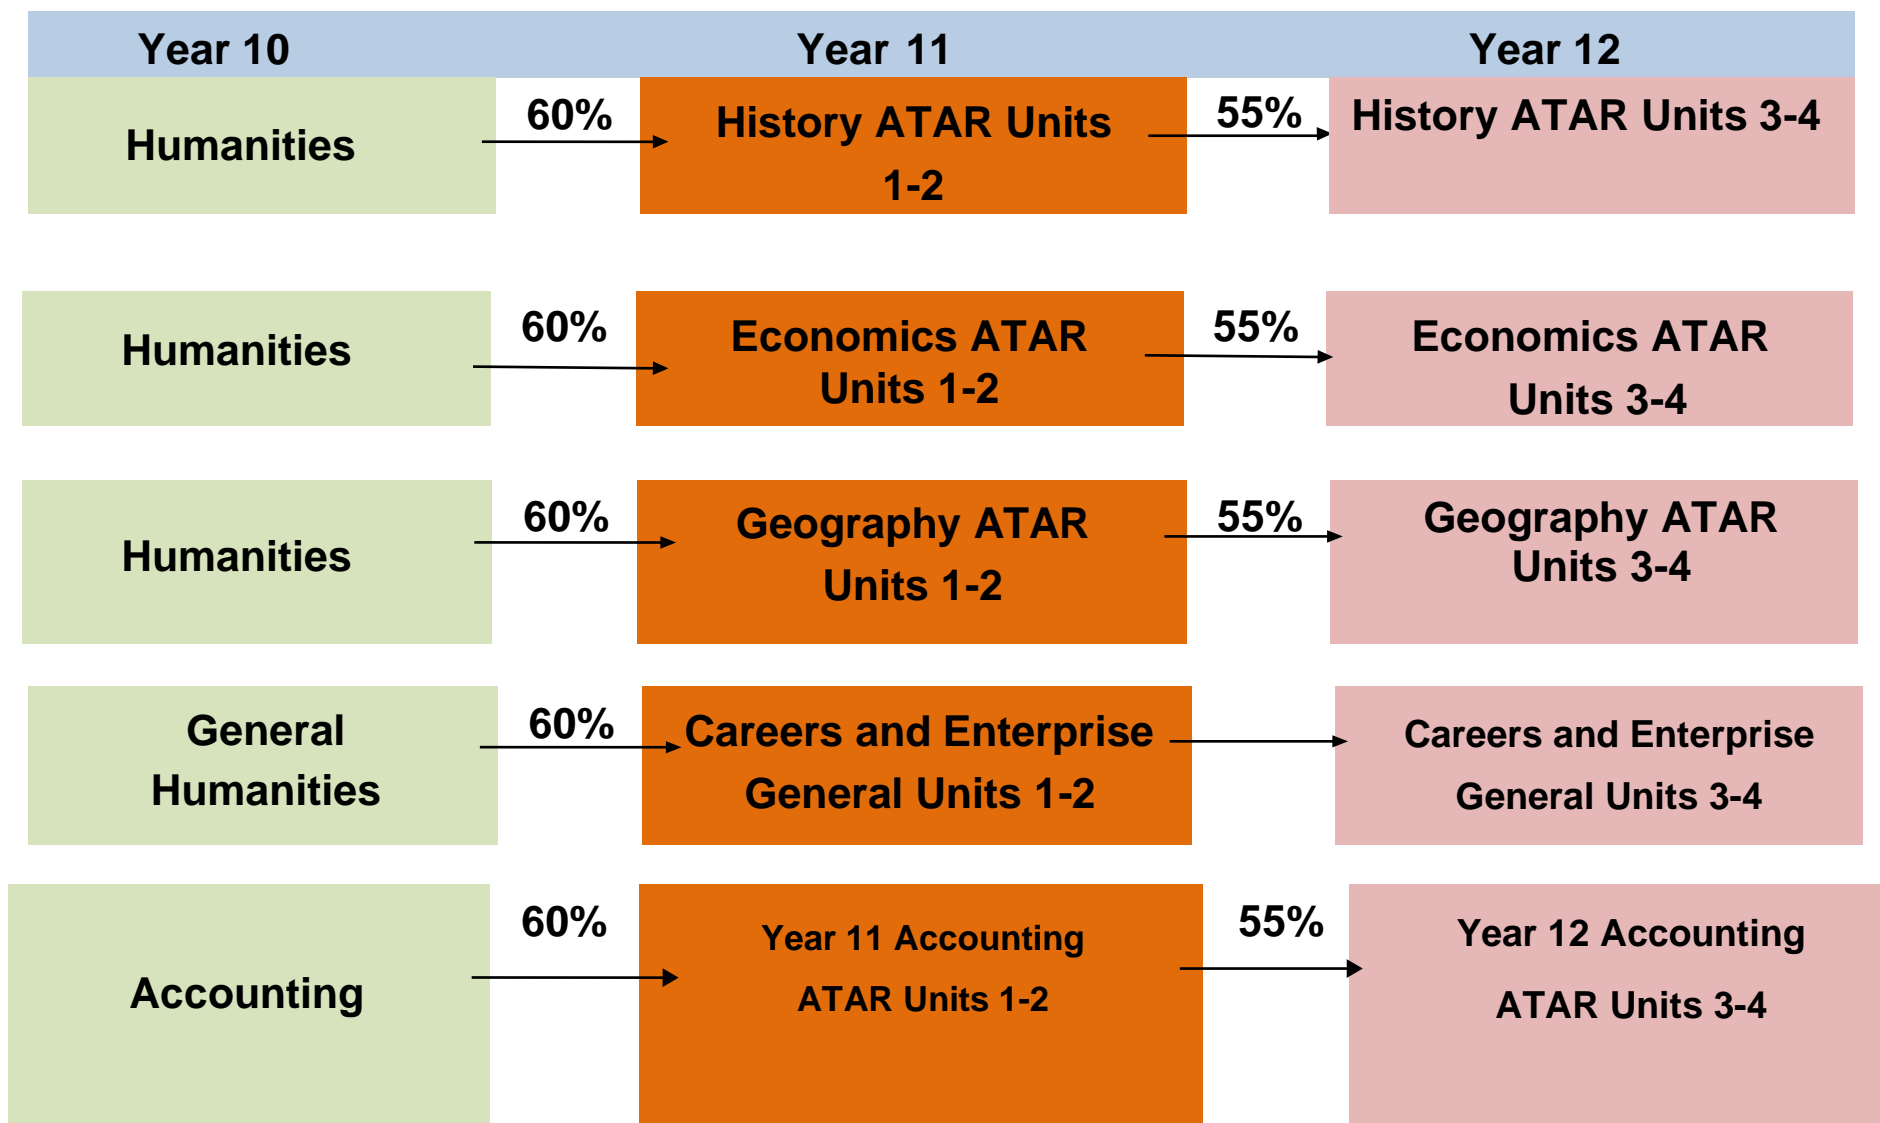 Year 10 Year 11 Year 12
Humanities
60%
History ATAR Units
1-2
55%
History ATAR Units 3-4
Humanities
60%
Economics ATAR
Units 1-2
55%
Economics ATAR
Units 3-4
Humanities
60%
Geography ATAR
Units 1-2
55%
Geography ATAR
Units 3-4
General
Humanities
60%
Careers and Enterprise
General Units 1-2
Careers and Enterprise
General Units 3-4
Accounting
60%
Year 11 Accounting
ATAR Units 1-2
55%
Year 12 Accounting
ATAR Units 3-4